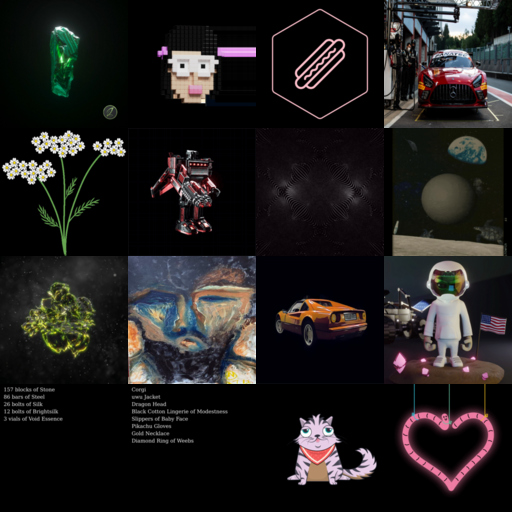 157 blocks of Stone
86 bars of Steel
26 bolts of Silk
12 bolts of Brightsilk
3 vials of Void Essence
Corgi
uwu Jacket
Dragon Head
Black Cotton Lingerie of Modestness
Slippers of Baby Face
Pikachu Gloves
Gold Necklace
Diamond Ring of Weebs